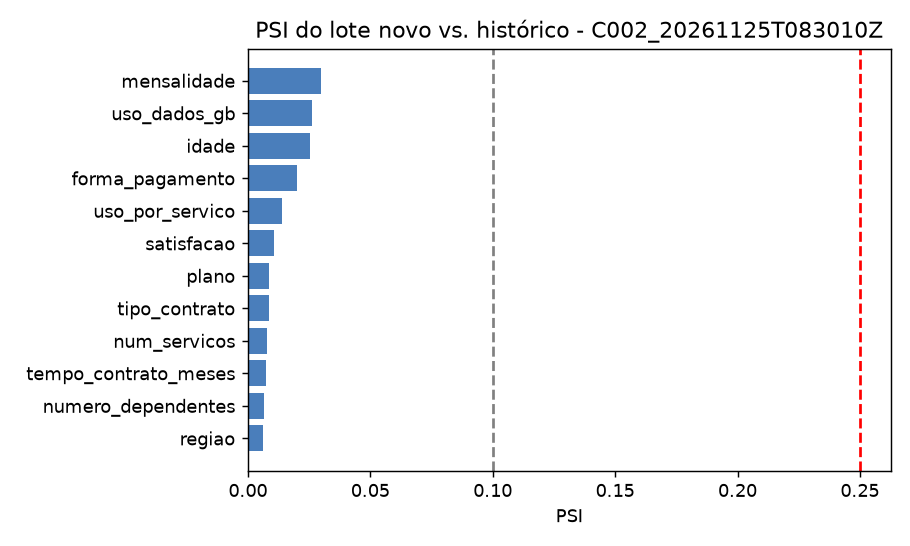 PSI do lote novo vs. histórico - C002_20261125T083010Z
mensalidade
uso_dados_gb
idade
forma_pagamento
uso_por_servico
satisfacao
plano
tipo_contrato
num_servicos
tempo_contrato_meses
numero_dependentes
regiao
0.00 0.05 0.10 0.15 0.20 0.25
PSI